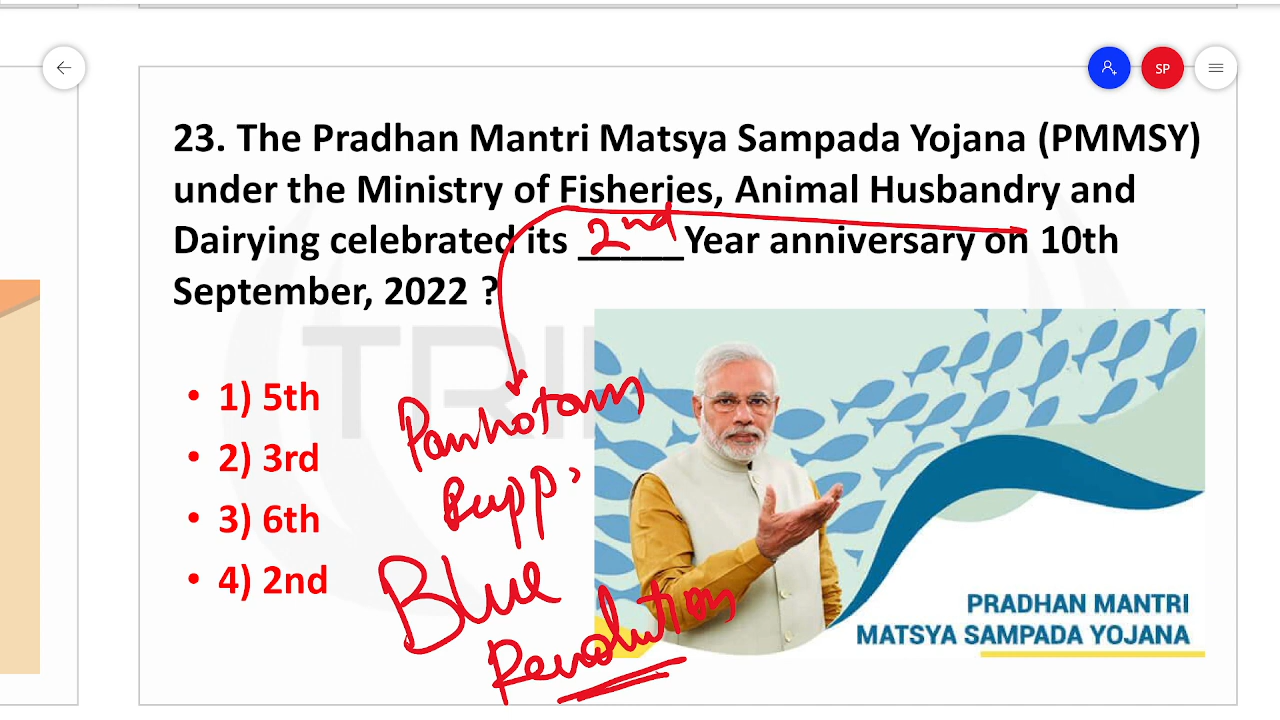 SP
23. The Pradhan Mantri Matsya Sampada Yojana (PMMSY)
under the Ministry of Fisheries, Animal Husbandry and
Dairying celebrated its 2nd Year anniversary on 10th
September, 2022 ?
• 1) 5th
• 2) 3rd
• 3) 6th
• 4) 2nd
Blue
Revolution
PRADHAN MANTRI
MATSYA SAMPADA YOJANA